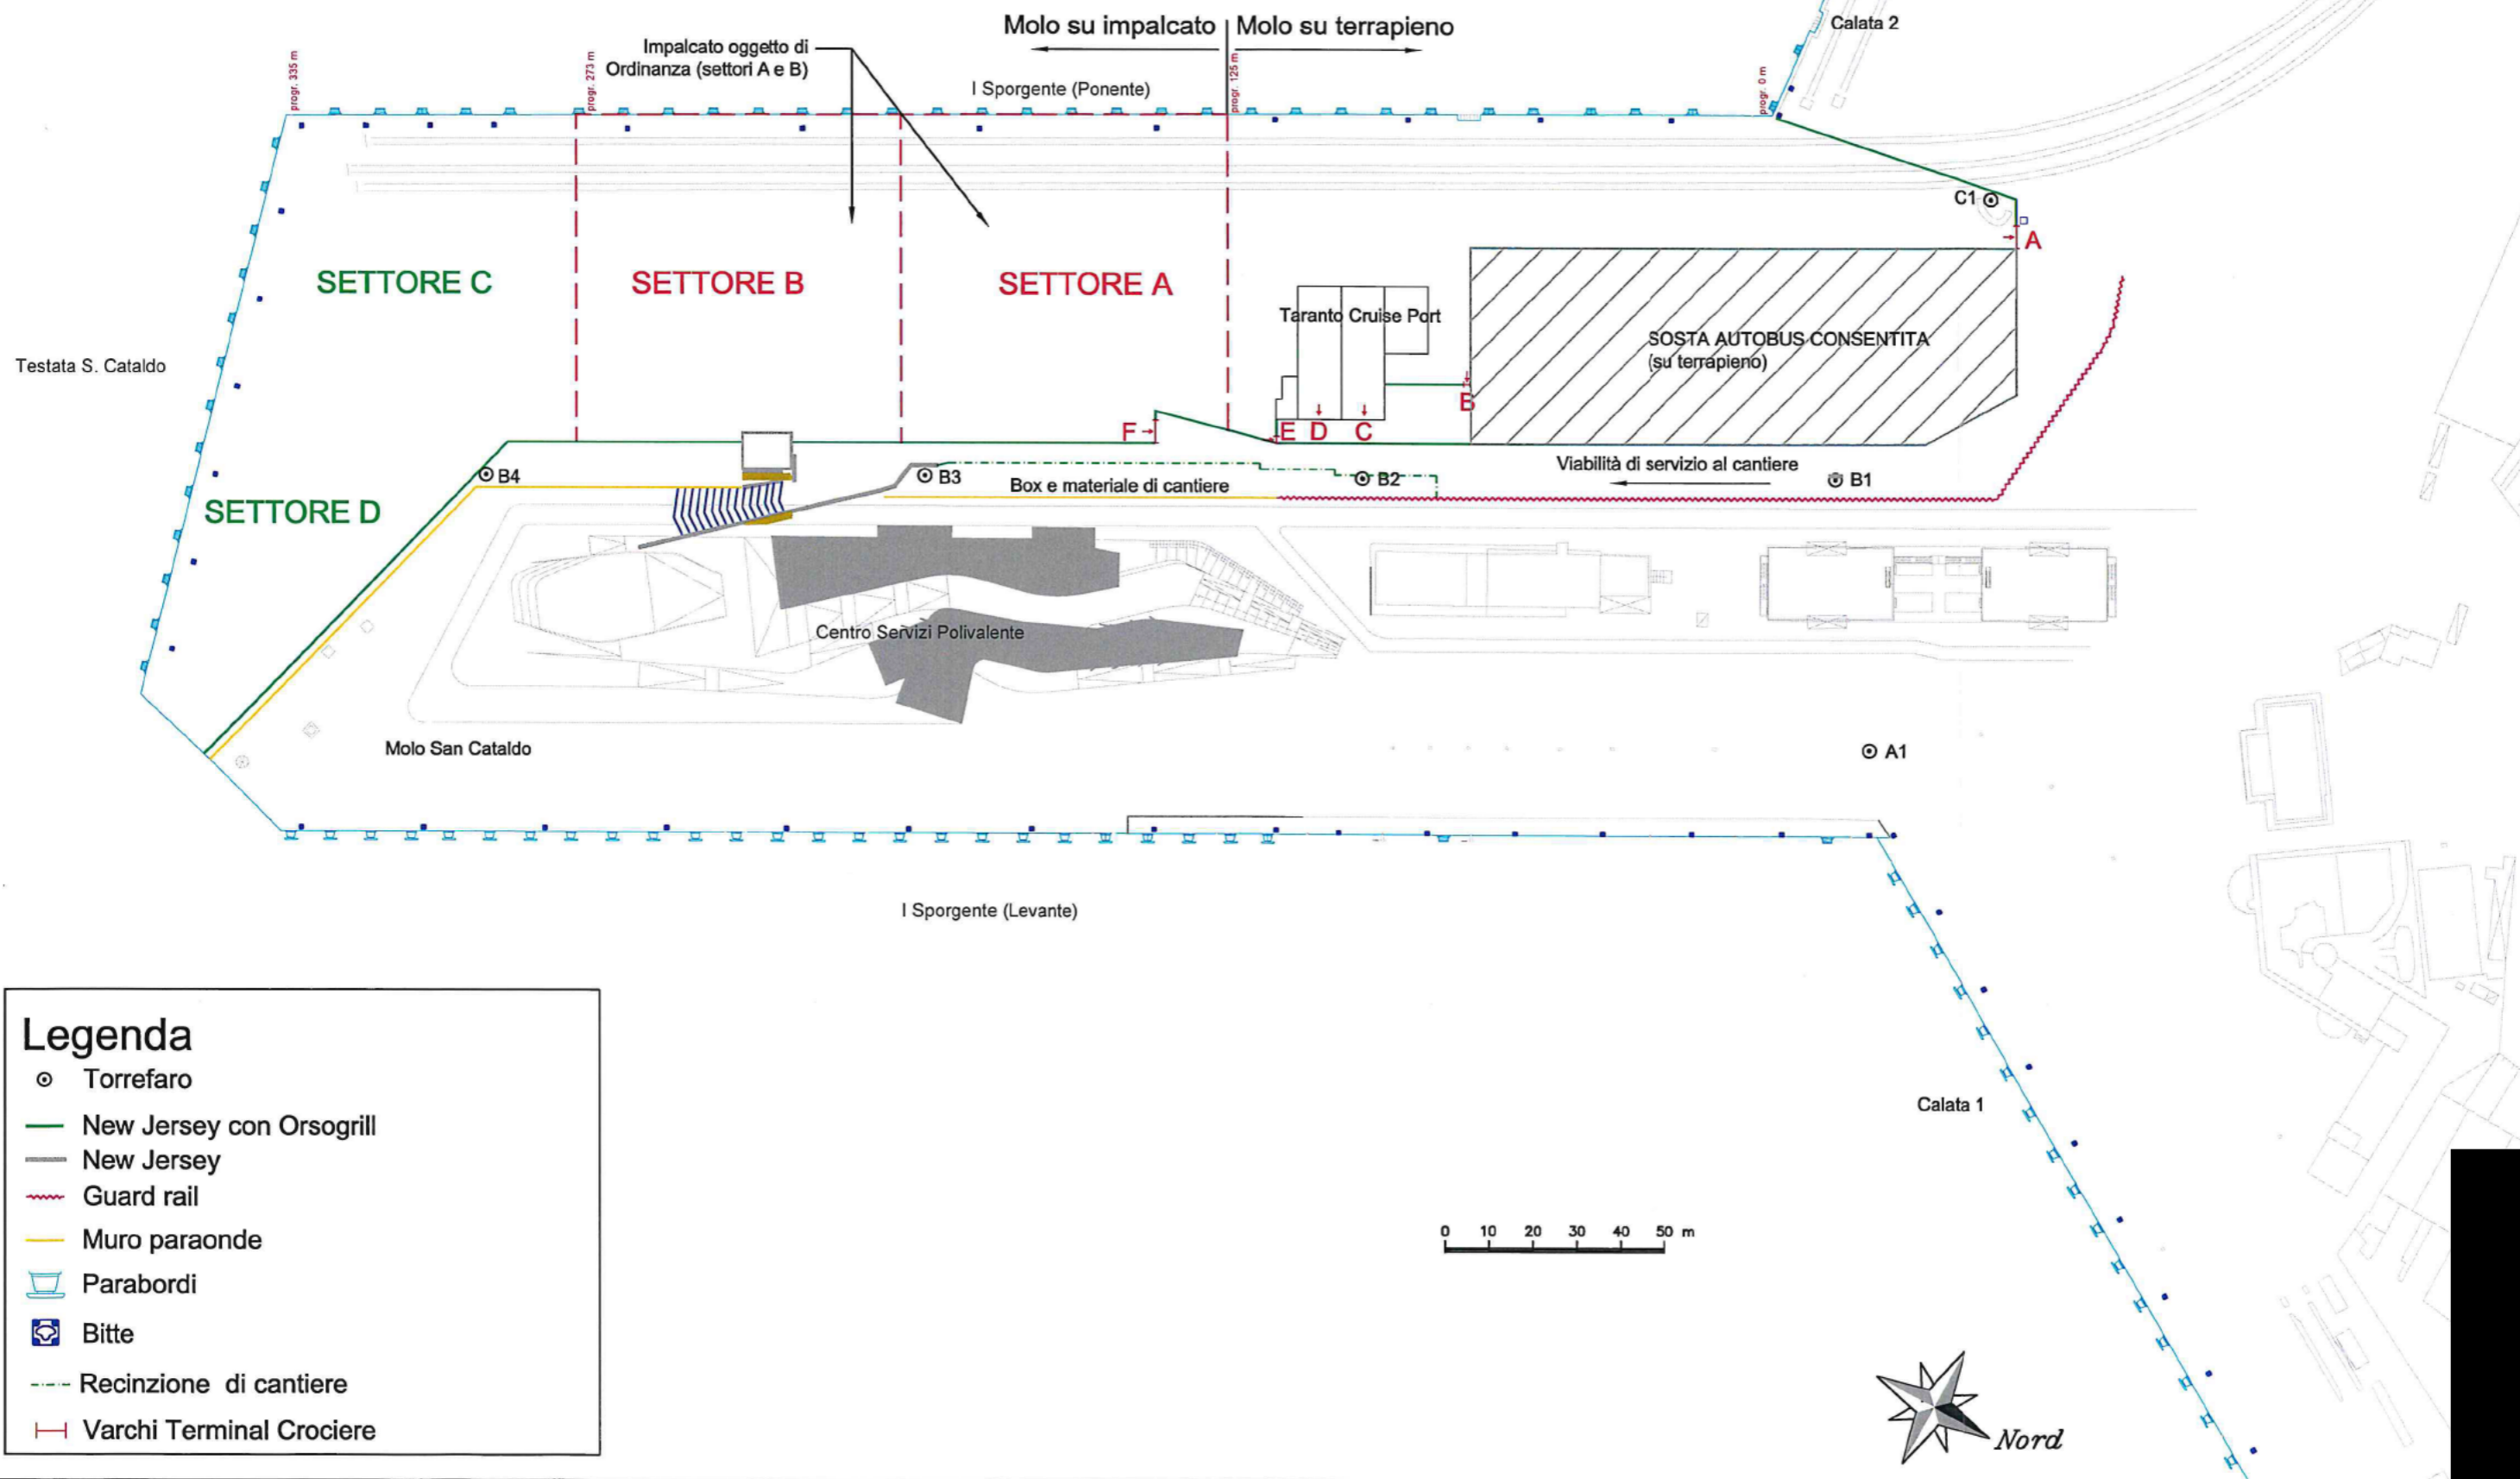 Molo su impalcato
Molo su terrapieno
Calata 2
Impalcato oggetto di
Ordinanza (settori A e B)
progr. 335 m
progr. 273 m
progr. 125 m
progr. 0 m
I Sporgente (Ponente)
C1
A
SETTORE C
SETTORE B
SETTORE A
Taranto Cruise Port
SOSTA AUTOBUS CONSENTITA
(su terrapieno)
Testata S. Cataldo
B
F
E
D
C
B4
B3
B2
B1
Viabilità di servizio al cantiere
Box e materiale di cantiere
SETTORE D
Centro Servizi Polivalente
Molo San Cataldo
A1
I Sporgente (Levante)
Calata 1
Legenda
Torrefaro
New Jersey con Orsogrill
New Jersey
Guard rail
Muro paraonde
Parabordi
Bitte
Recinzione di cantiere
Varchi Terminal Crociere
0 10 20 30 40 50 m
Nord